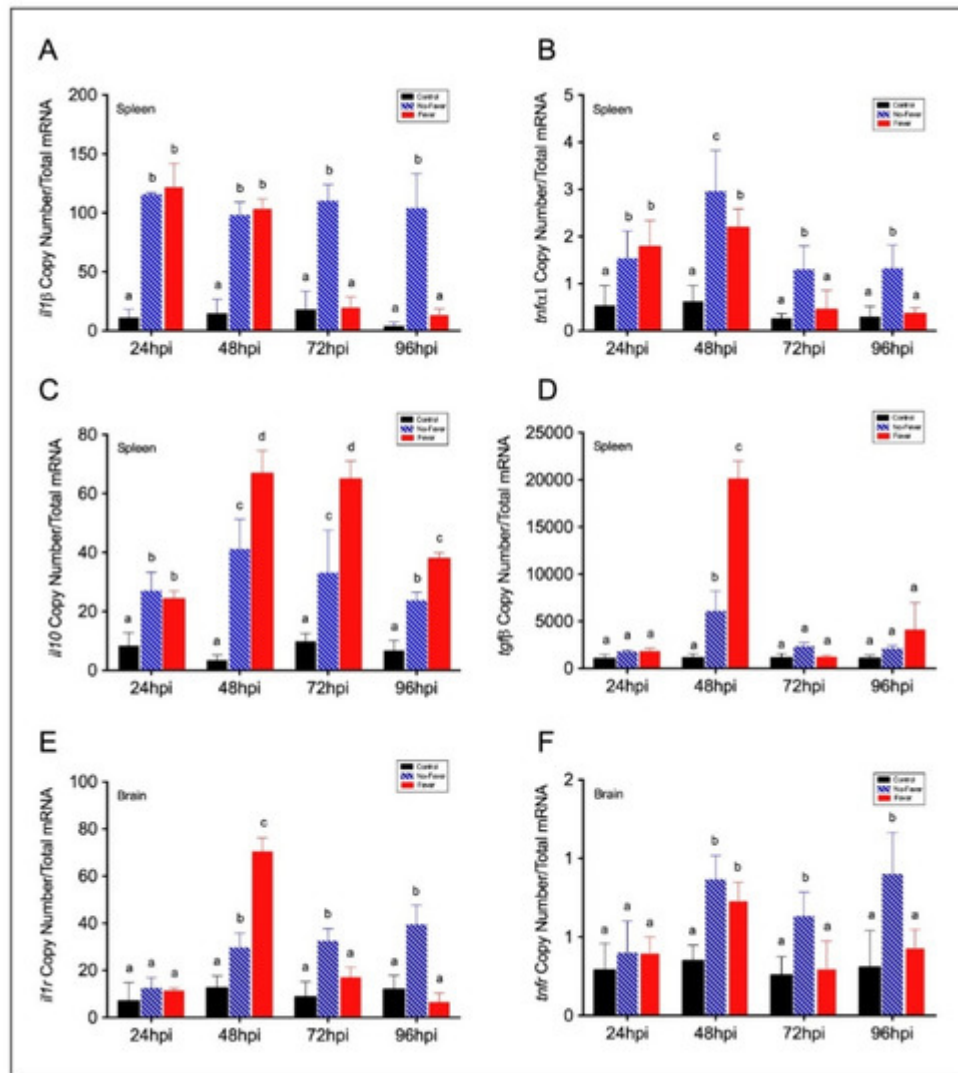 A
il1β Copy Number/Total mRNA
200
150
100
50
0
Spleen
Control
No-Fever
Fever
a b b a b b a b a a b a
24hpi 48hpi 72hpi 96hpi
B
tnfα1 Copy Number/Total mRNA
5
4
3
2
1
0
Spleen
Control
No-Fever
Fever
a b b a c b a b a a b a
24hpi 48hpi 72hpi 96hpi
C
il10 Copy Number/Total mRNA
80
60
40
20
0
Spleen
Control
No-Fever
Fever
a b b a c d a c d a b c
24hpi 48hpi 72hpi 96hpi
D
tgfβ Copy Number/Total mRNA
25000
20000
15000
10000
5000
0
Spleen
Control
No-Fever
Fever
a a a a b c a a a a a a
24hpi 48hpi 72hpi 96hpi
E
il1r Copy Number/Total mRNA
100
80
60
40
20
0
Brain
Control
No-Fever
Fever
a a a a b c a b a a b a
24hpi 48hpi 72hpi 96hpi
F
tnfr Copy Number/Total mRNA
2
1
1
0
Brain
Control
No-Fever
Fever
a a a a b b a b a a b a
24hpi 48hpi 72hpi 96hpi